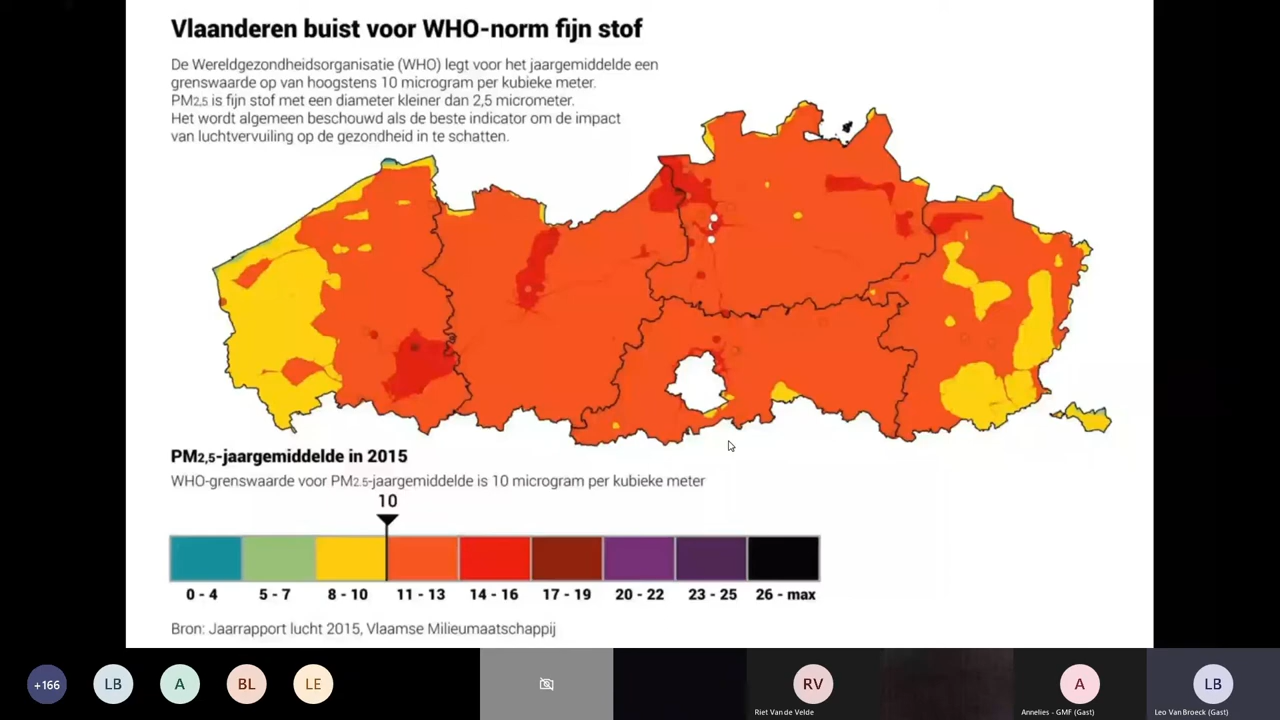 Vlaanderen buist voor WHO-norm fijn stof
De Wereldgezondheidsorganisatie (WHO) legt voor het jaargemiddelde een
grenswaarde op van hoogstens 10 microgram per kubieke meter.
PM2,5 is fijn stof met een diameter kleiner dan 2,5 micrometer.
Het wordt algemeen beschouwd als de beste indicator om de impact
van luchtvervuiling op de gezondheid in te schatten.
PM2,5-jaargemiddelde in 2015
WHO-grenswaarde voor PM2.5-jaargemiddelde is 10 microgram per kubieke meter
10
0 - 4 5 - 7 8 - 10 11 - 13 14 - 16 17 - 19 20 - 22 23 - 25 26 - max
Bron: Jaarrapport lucht 2015, Vlaamse Milieumaatschappij
+166 LB A BL LE RV A LB
Riet Van de Velde Annelies - GMF (Gast) Leo Van Broeck (Gast)